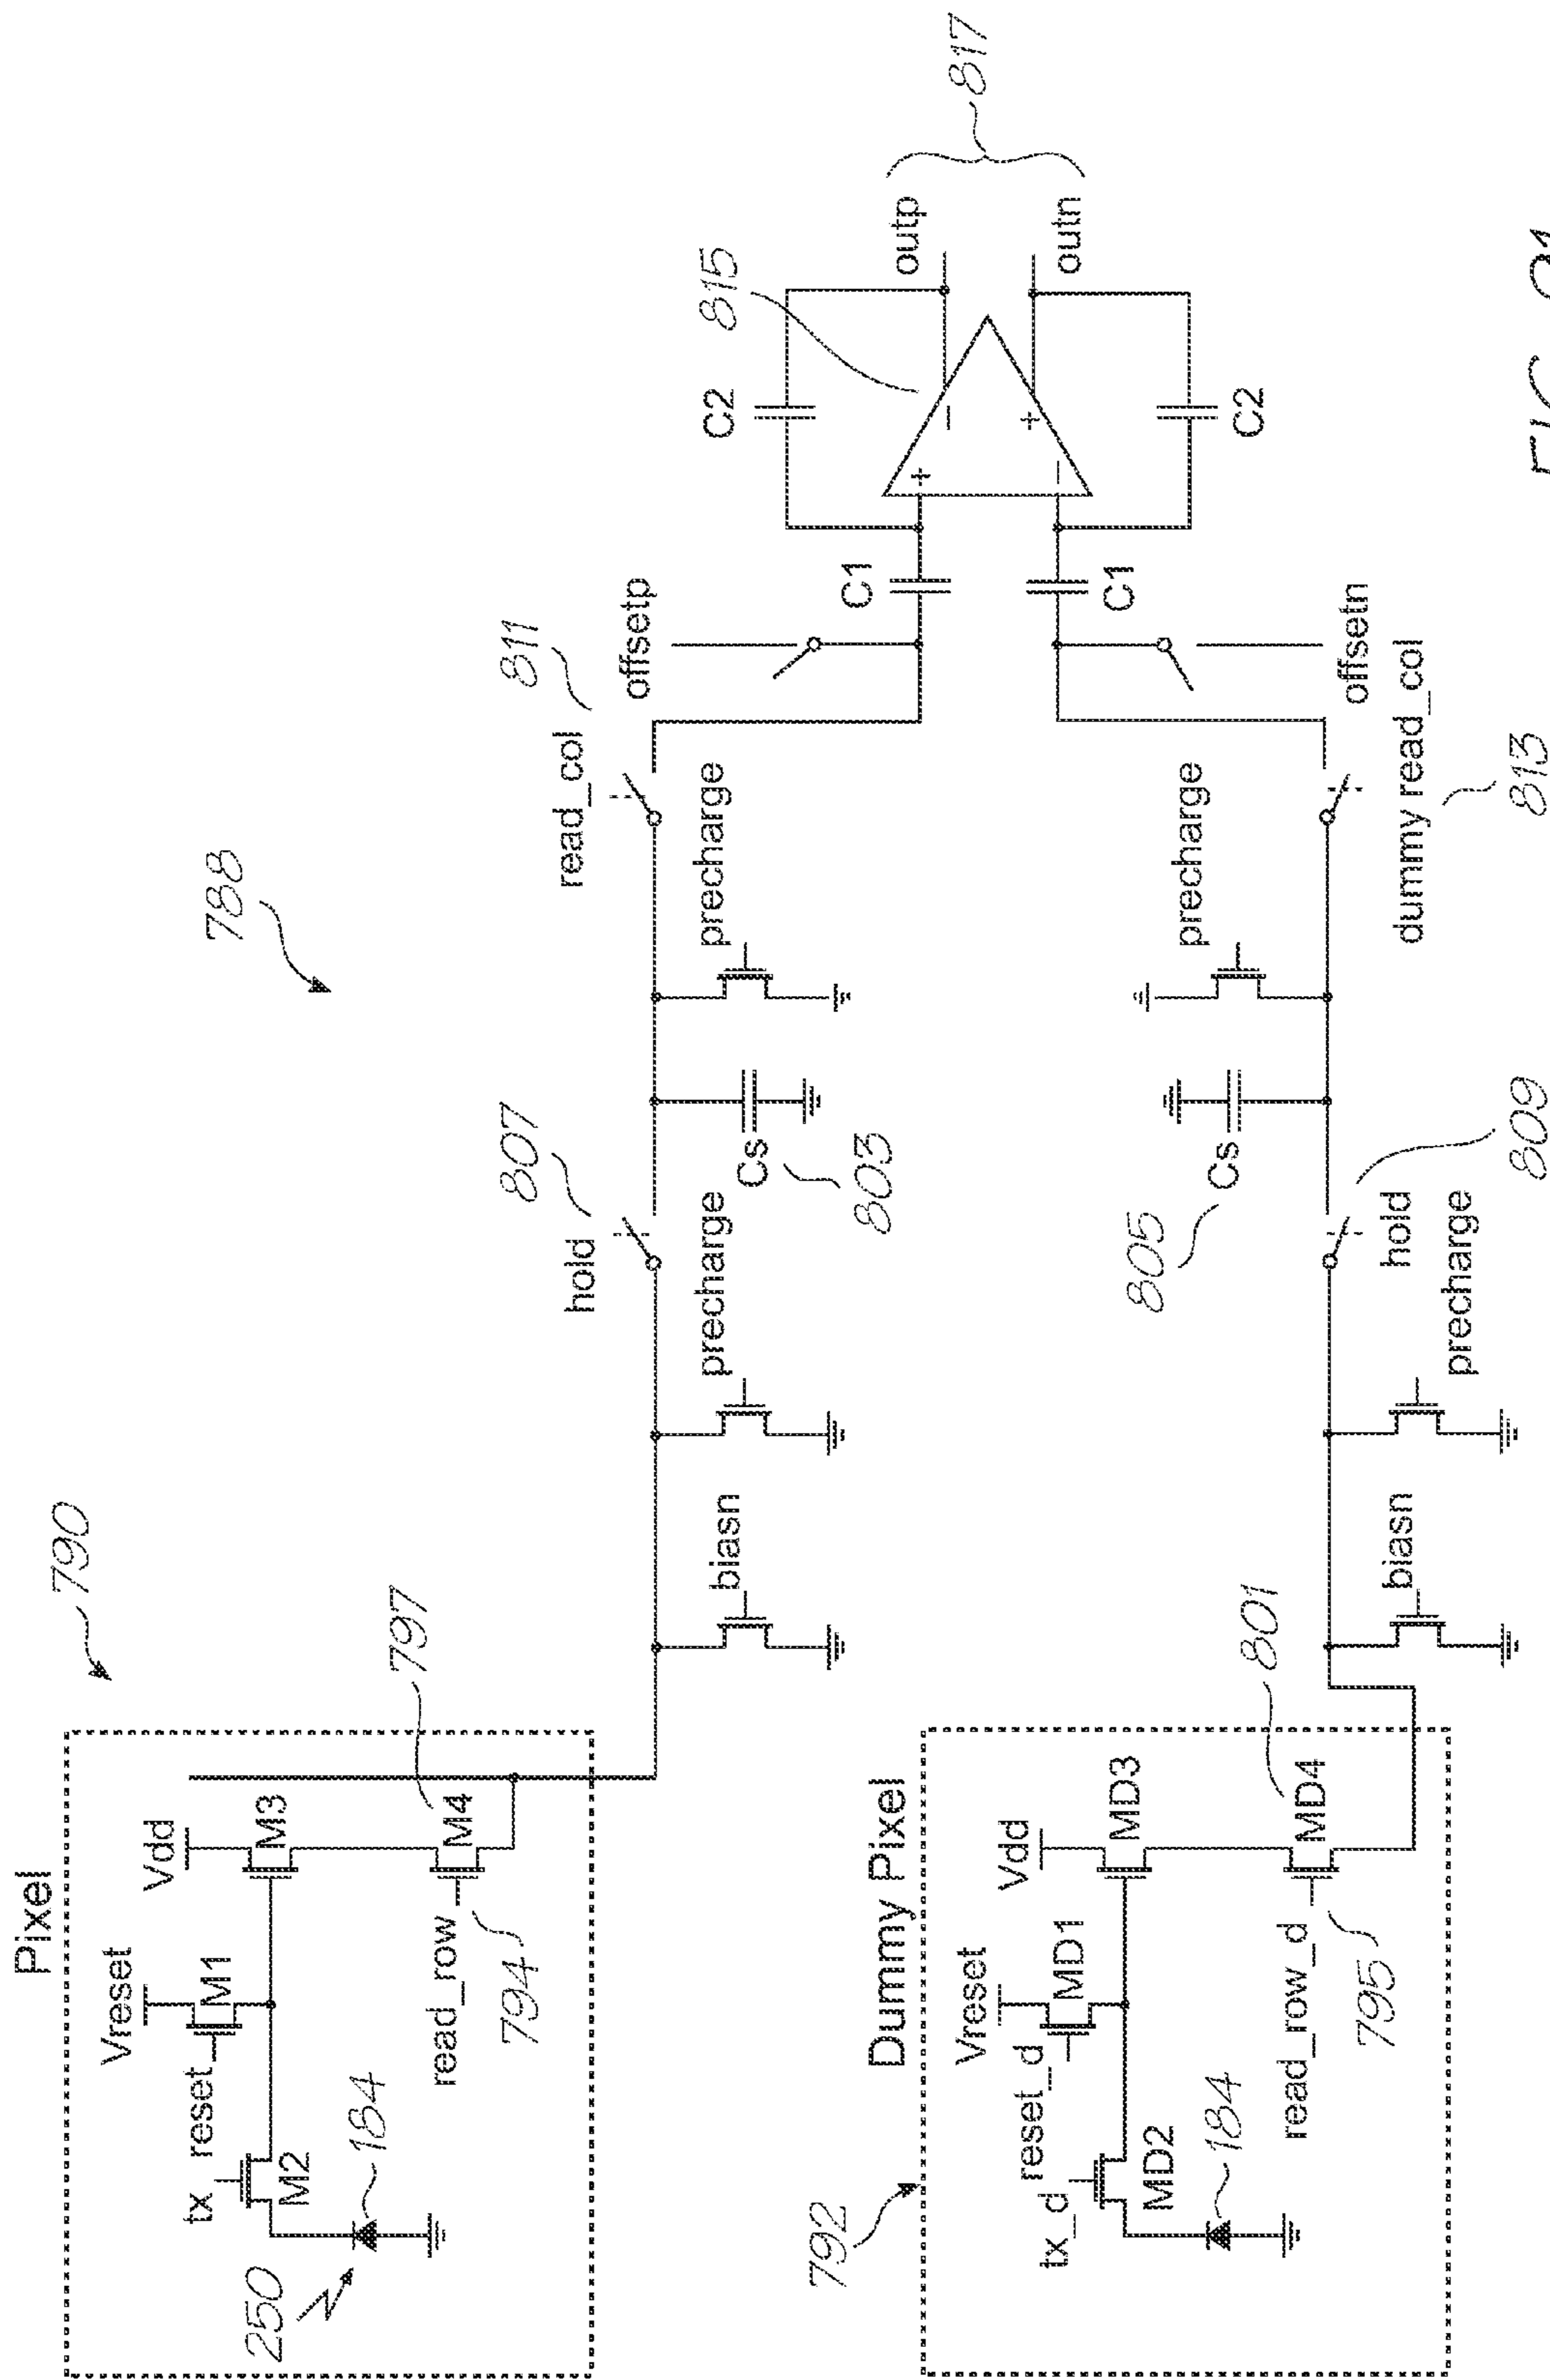 788
790
Pixel
Vreset
Vdd
tx
reset
M1
M3
M2
250
184
read_row
M4
797
794
biasn
precharge
hold
807
Cs
803
precharge
read_col
811
offsetp
C1
C2
815
outp
817
outn
C1
C2
offsetn
792
Dummy Pixel
Vreset
Vdd
tx_d
reset_d
MD1
MD3
MD2
184
read_row_d
MD4
801
795
biasn
precharge
hold
809
Cs
805
precharge
dummy read_col
813